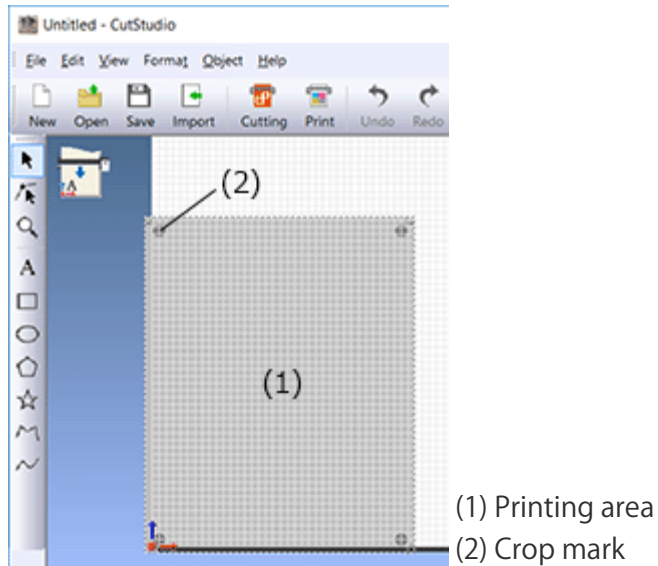 Untitled - CutStudio
File Edit View Format Object Help
New Open Save Import Cutting Print Undo Redo
A
(2)
A
(1)
(1) Printing area
(2) Crop mark